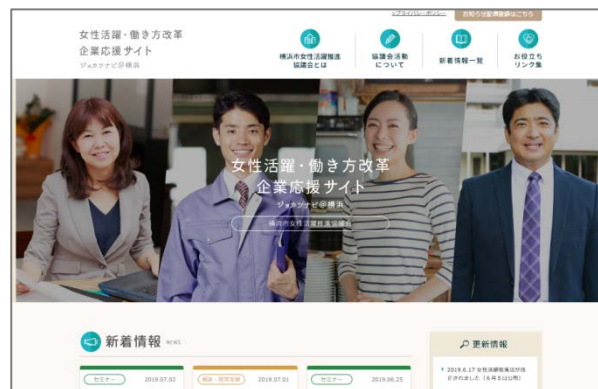 >プライバシーポリシー
お知らせ配信登録はこちら
女性活躍・働き方改革
企業応援サイト
ジョカツナビ@横浜
横浜市女性活躍推進
協議会とは
協議会活動
について
新着情報一覧
お役立ち
リンク集
女性活躍・働き方改革
企業応援サイト
ジョカツナビ@横浜
横浜市女性活躍推進協議会
新着情報 NEWS
更新情報
セミナー 2019.07.02
2019.07.01
セミナー 2019.06.25
2019.6.17 女性活躍推進法が改
正されました（6月5日公布）